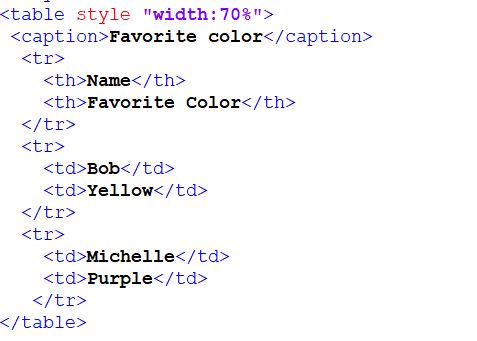 <table style "width:70%">
<caption>Favorite color</caption>
<tr>
<th>Name</th>
<th>Favorite Color</th>
</tr>
<tr>
<td>Bob</td>
<td>Yellow</td>
</tr>
<tr>
<td>Michelle</td>
<td>Purple</td>
</tr>
</table>